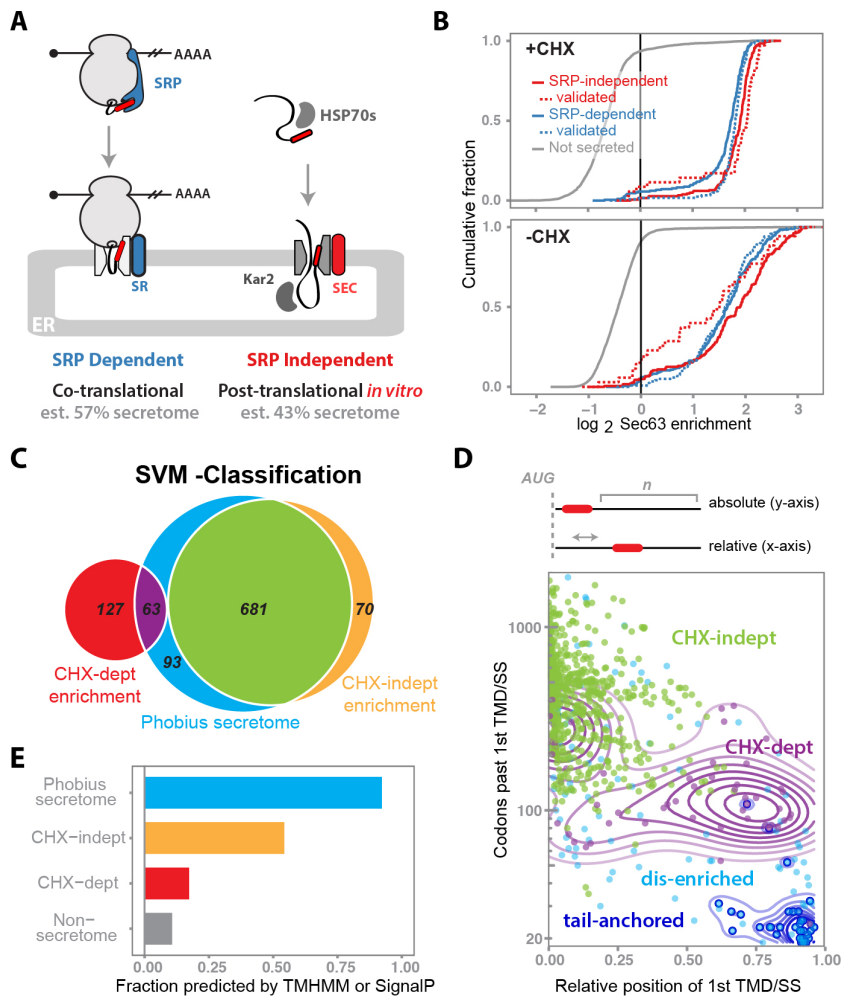 A
AAAA
SRP
HSP70s
AAAA
SR
Kar2
SEC
ER
SRP Dependent
SRP Independent
Co-translational
Post-translational in vitro
est. 57% secretome
est. 43% secretome
B
+CHX
SRP-independent
validated
SRP-dependent
validated
Not secreted
1.0
0.5
0.0
-CHX
1.0
0.5
0.0
Cumulative fraction
−2
−1
0
1
2
3
log 2 Sec63 enrichment
C
SVM -Classification
127
63
681
70
93
CHX-dept
enrichment
CHX-indept
enrichment
Phobius secretome
D
AUG
n
absolute (y-axis)
relative (x-axis)
CHX-indept
CHX-dept
dis-enriched
tail-anchored
1000
100
20
Codons past 1st TMD/SS
0.00
0.25
0.50
0.75
1.00
Relative position of 1st TMD/SS
E
Phobius
secretome
CHX−indept
CHX−dept
Non−
secretome
0.00
0.25
0.50
0.75
1.00
Fraction predicted by TMHMM or SignalP